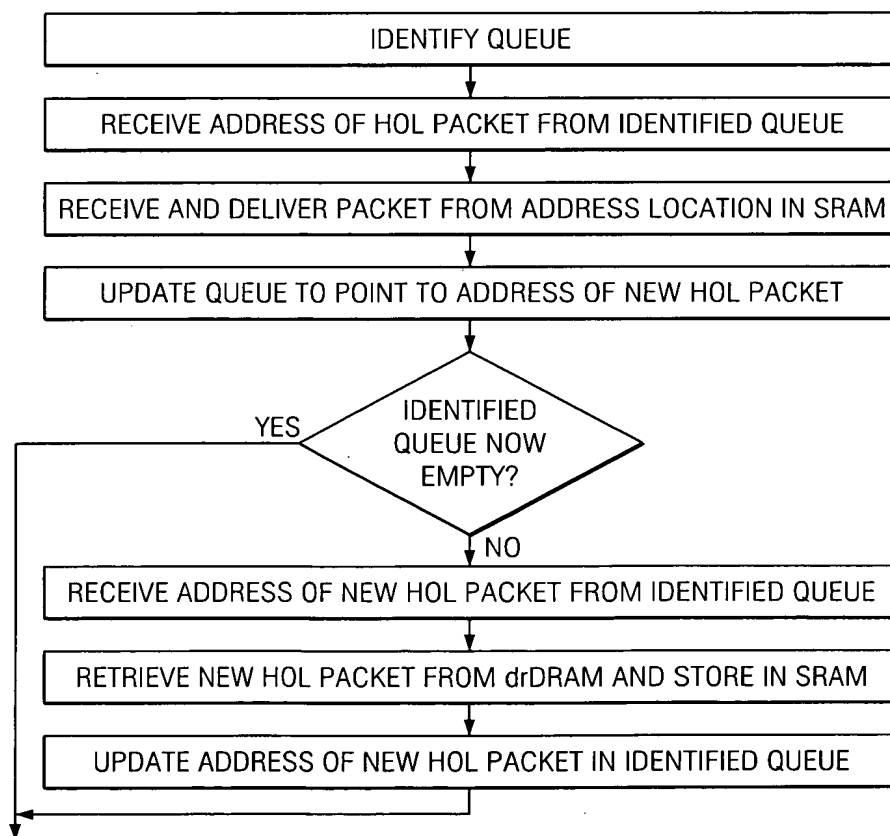 IDENTIFY QUEUE
RECEIVE ADDRESS OF HOL PACKET FROM IDENTIFIED QUEUE
RECEIVE AND DELIVER PACKET FROM ADDRESS LOCATION IN SRAM
UPDATE QUEUE TO POINT TO ADDRESS OF NEW HOL PACKET
YES
IDENTIFIED
QUEUE NOW
EMPTY?
NO
RECEIVE ADDRESS OF NEW HOL PACKET FROM IDENTIFIED QUEUE
RETRIEVE NEW HOL PACKET FROM drDRAM AND STORE IN SRAM
UPDATE ADDRESS OF NEW HOL PACKET IN IDENTIFIED QUEUE